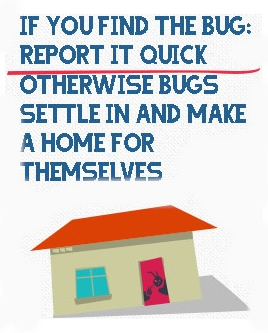 IF YOU FIND THE BUG:
REPORT IT QUICK
OTHERWISE BUGS
SETTLE IN AND MAKE
A HOME FOR
THEMSELVES